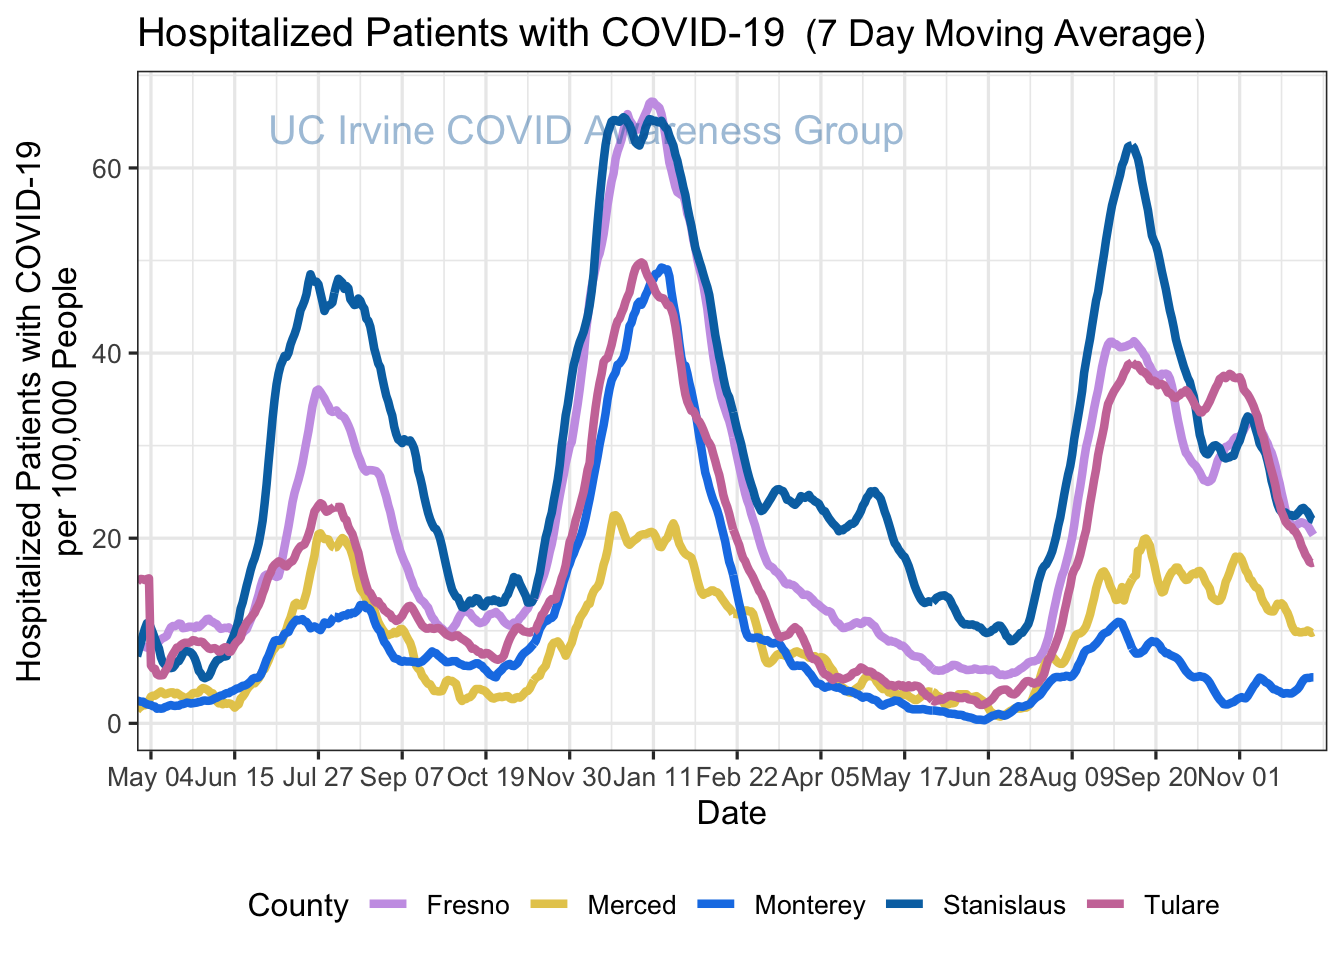 Hospitalized Patients with COVID-19 (7 Day Moving Average)
UC Irvine COVID Awareness Group
Hospitalized Patients with COVID-19
per 100,000 People
60
40
20
0
May 04 Jun 15 Jul 27 Sep 07 Oct 19 Nov 30 Jan 11 Feb 22 Apr 05 May 17 Jun 28 Aug 09 Sep 20 Nov 01
Date
County Fresno Merced Monterey Stanislaus Tulare